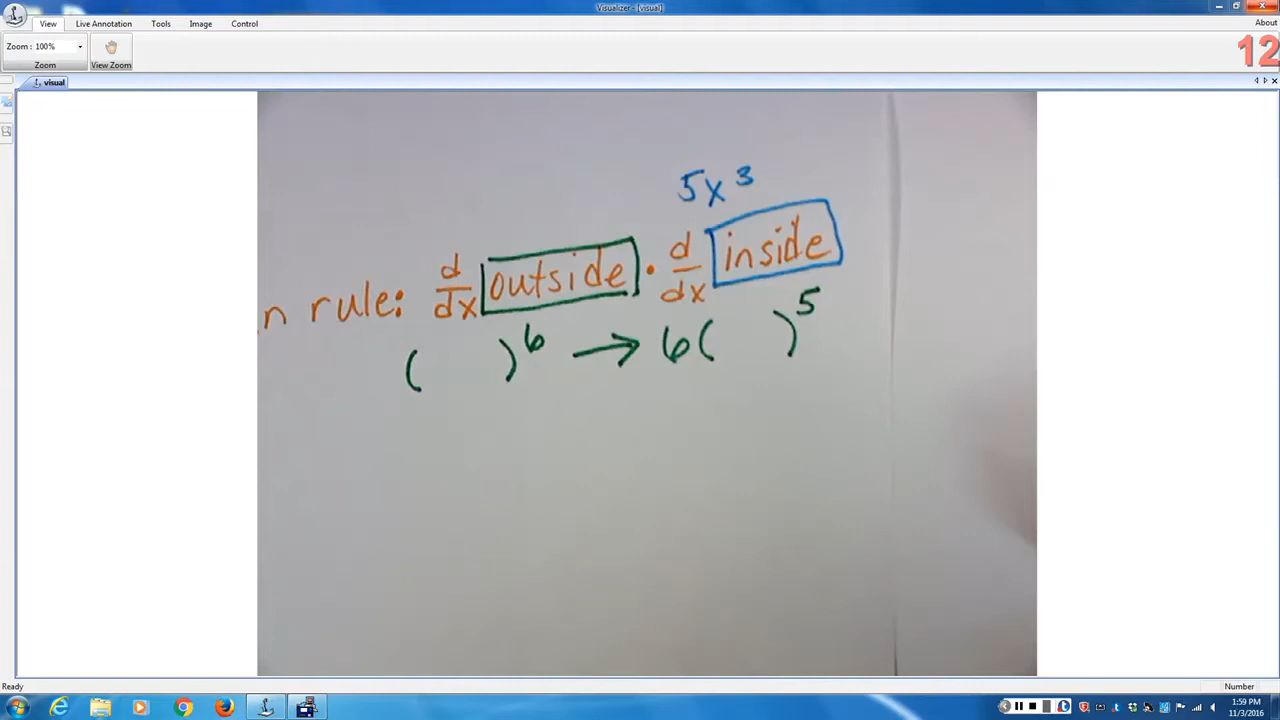 Visualizer - [visual]
View Live Annotation Tools Image Control
About
Zoom : 100%
Zoom View Zoom
12
visual
5x³
n rule: d/dx outside · d/dx inside
( )⁶ → 6( )⁵
Ready
Number
1:59 PM
11/3/2016